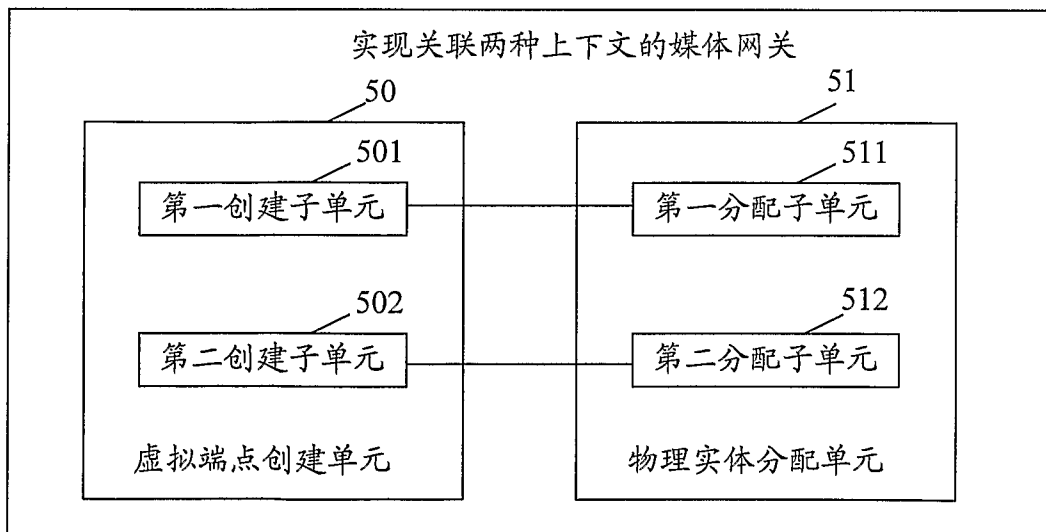 实现关联两种上下文的媒体网关
50
51
501
511
第一创建子单元
第一分配子单元
502
512
第二创建子单元
第二分配子单元
虚拟端点创建单元
物理实体分配单元